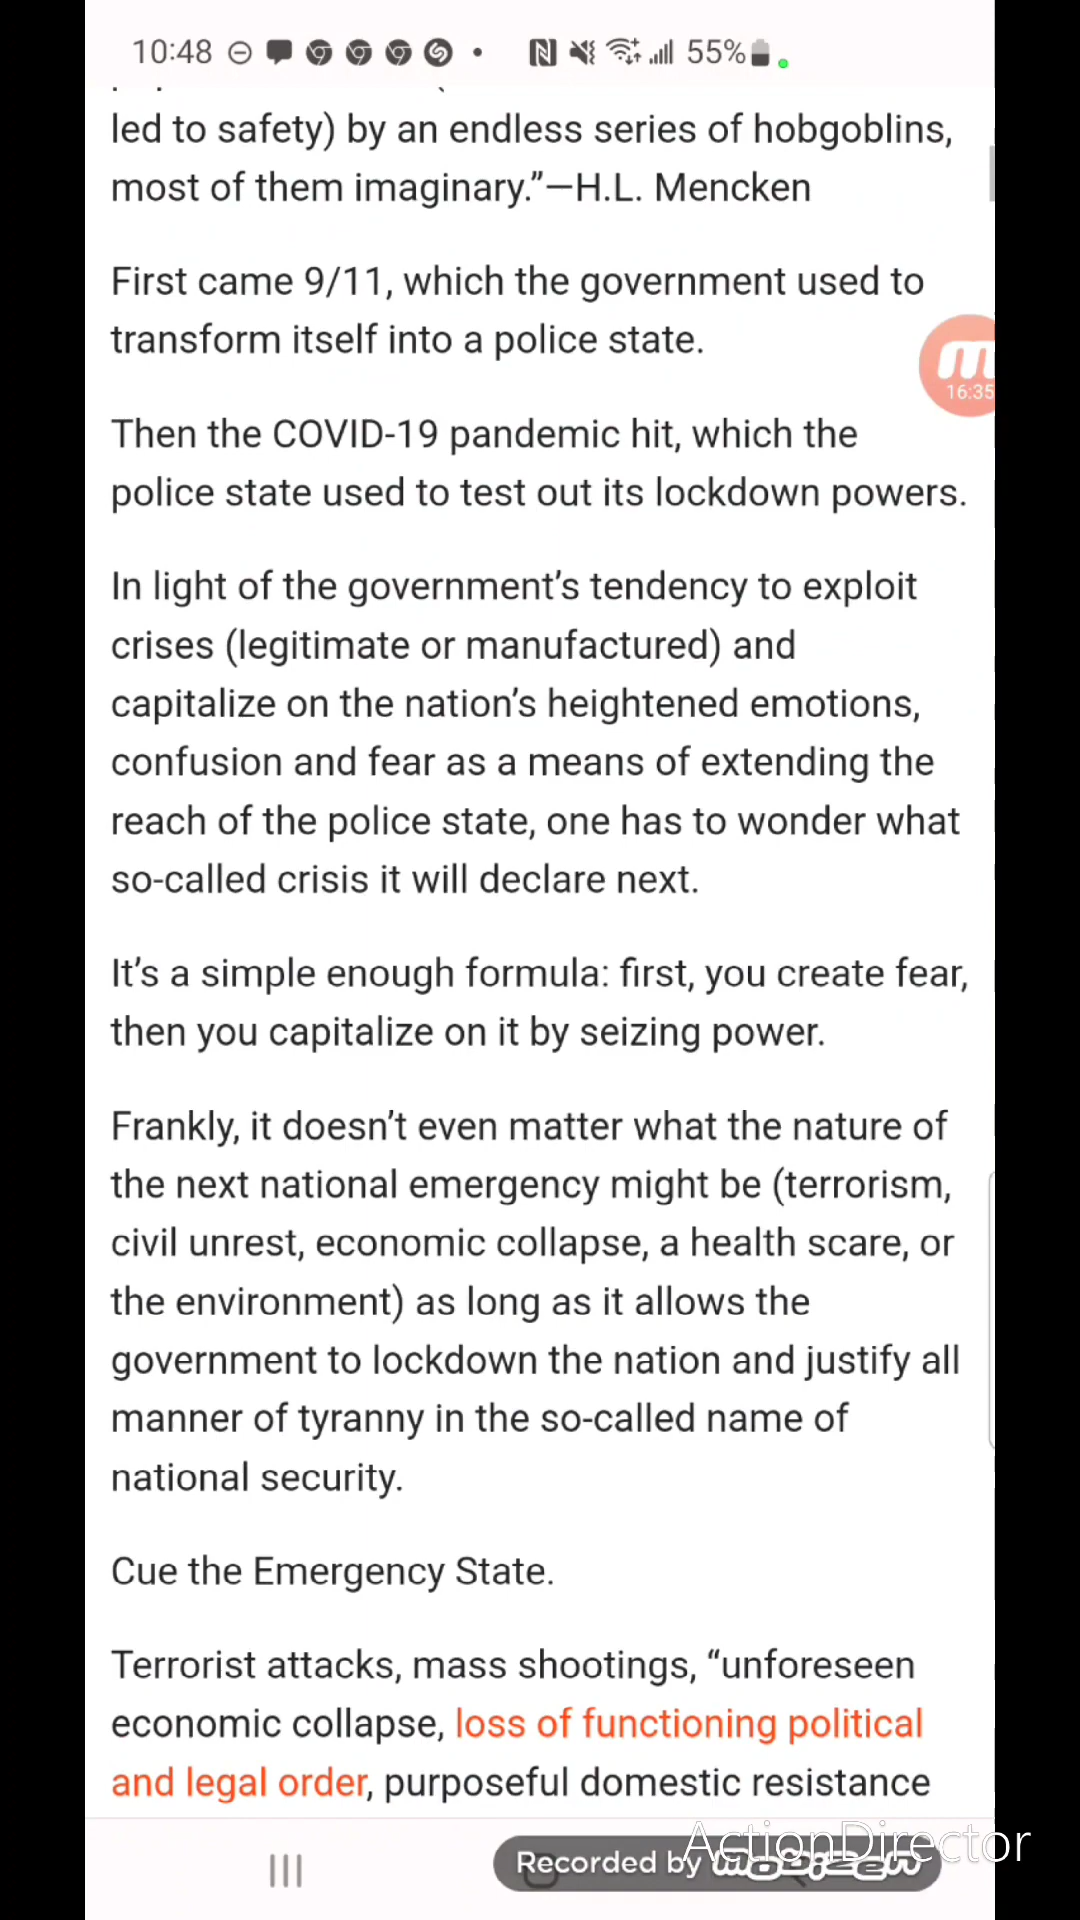 10:48
55%
led to safety) by an endless series of hobgoblins,
most of them imaginary.”—H.L. Mencken
First came 9/11, which the government used to
transform itself into a police state.
16:35
Then the COVID-19 pandemic hit, which the
police state used to test out its lockdown powers.
In light of the government’s tendency to exploit
crises (legitimate or manufactured) and
capitalize on the nation’s heightened emotions,
confusion and fear as a means of extending the
reach of the police state, one has to wonder what
so-called crisis it will declare next.
It’s a simple enough formula: first, you create fear,
then you capitalize on it by seizing power.
Frankly, it doesn’t even matter what the nature of
the next national emergency might be (terrorism,
civil unrest, economic collapse, a health scare, or
the environment) as long as it allows the
government to lockdown the nation and justify all
manner of tyranny in the so-called name of
national security.
Cue the Emergency State.
Terrorist attacks, mass shootings, “unforeseen
economic collapse, loss of functioning political
and legal order, purposeful domestic resistance
ActionDirector
Recorded by mobizen